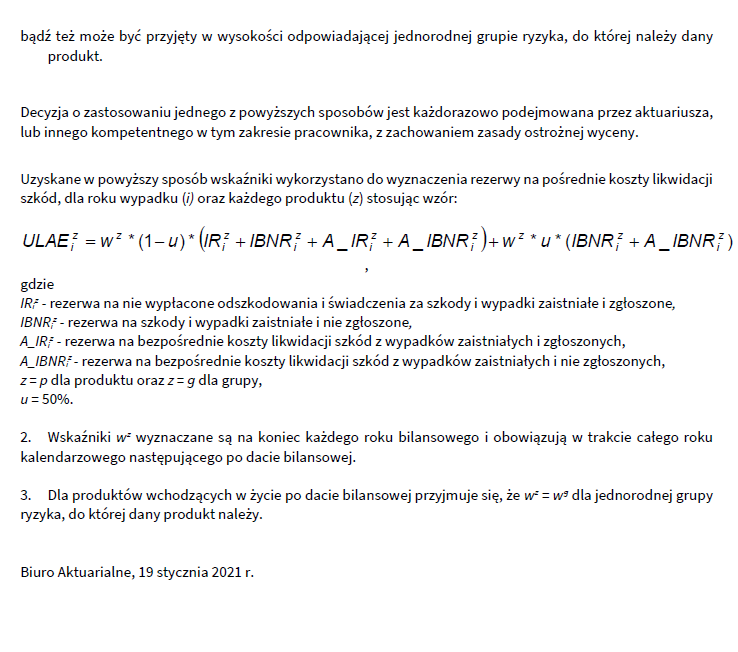 bądź też może być przyjęty w wysokości odpowiadającej jednorodnej grupie ryzyka, do której należy dany
produkt.
Decyzja o zastosowaniu jednego z powyższych sposobów jest każdorazowo podejmowana przez aktuariusza,
lub innego kompetentnego w tym zakresie pracownika, z zachowaniem zasady ostrożnej wyceny.
Uzyskane w powyższy sposób wskaźniki wykorzystano do wyznaczenia rezerwy na pośrednie koszty likwidacji
szkód, dla roku wypadku (i) oraz każdego produktu (z) stosując wzór:
ULAE_i^z = w^z * (1 − u) * (IR_i^z + IBNR_i^z + A_IR_i^z + A_IBNR_i^z) + w^z * u * (IBNR_i^z + A_IBNR_i^z)
,
gdzie
IR_i^z - rezerwa na nie wypłacone odszkodowania i świadczenia za szkody i wypadki zaistniałe i zgłoszone,
IBNR_i^z - rezerwa na szkody i wypadki zaistniałe i nie zgłoszone,
A_IR_i^z - rezerwa na bezpośrednie koszty likwidacji szkód z wypadków zaistniałych i zgłoszonych,
A_IBNR_i^z - rezerwa na bezpośrednie koszty likwidacji szkód z wypadków zaistniałych i nie zgłoszonych,
z = p dla produktu oraz z = g dla grupy,
u = 50%.
2. Wskaźniki w^z wyznaczane są na koniec każdego roku bilansowego i obowiązują w trakcie całego roku
kalendarzowego następującego po dacie bilansowej.
3. Dla produktów wchodzących w życie po dacie bilansowej przyjmuje się, że w^z = w^g dla jednorodnej grupy
ryzyka, do której dany produkt należy.
Biuro Aktuarialne, 19 stycznia 2021 r.